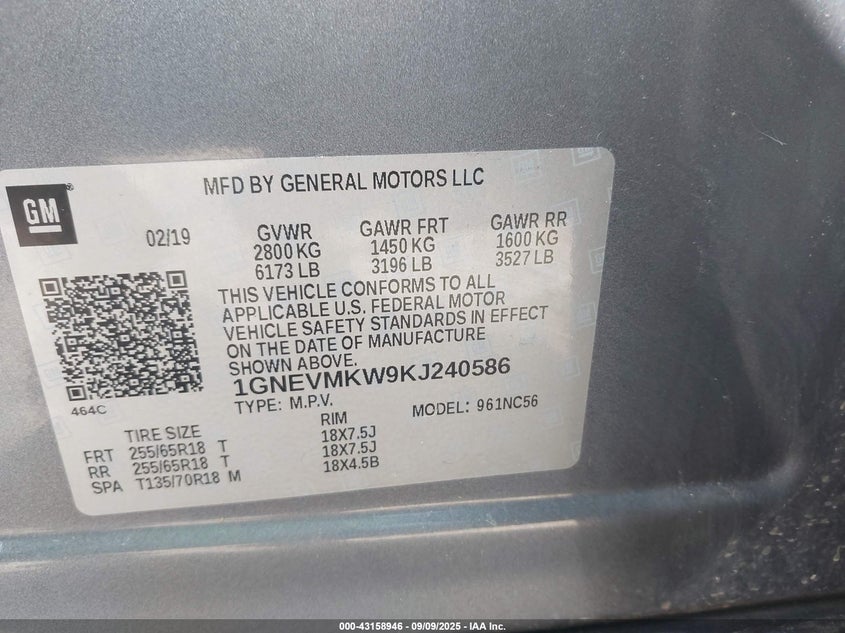 MFD BY GENERAL MOTORS LLC
GM
02/19
GVWR GAWR FRT GAWR RR
2800 KG 1450 KG 1600 KG
6173 LB 3196 LB 3527 LB
THIS VEHICLE CONFORMS TO ALL
APPLICABLE U.S. FEDERAL MOTOR
VEHICLE SAFETY STANDARDS IN EFFECT
ON THE DATE OF MANUFACTURE
SHOWN ABOVE.
1GNEVMKW9KJ240586
TYPE: M.P.V. MODEL: 961NC56
464C
TIRE SIZE RIM
FRT 255/65R18 T 18X7.5J
RR 255/65R18 T 18X7.5J
SPA T135/70R18 M 18X4.5B
000-43158946 - 09/09/2025 - IAA Inc.